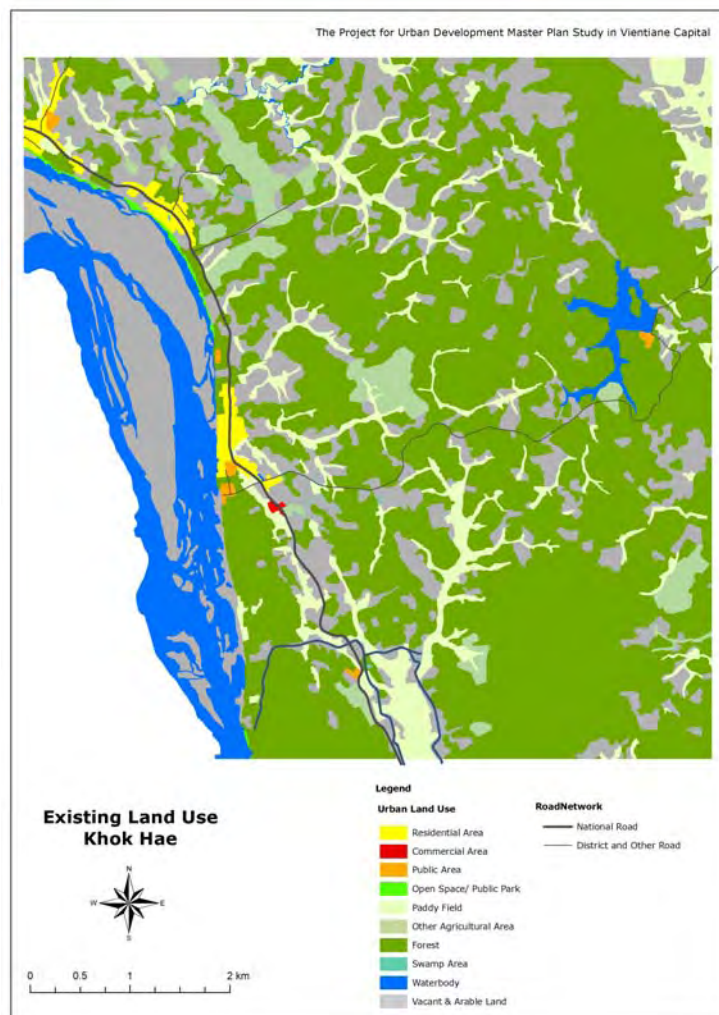 The Project for Urban Development Master Plan Study in Vientiane Capital
Existing Land Use
Khok Hae
N
W
E
S
0 0.5 1 2 km
Legend
Urban Land Use
Residential Area
Commercial Area
Public Area
Open Space/ Public Park
Paddy Field
Other Agricultural Area
Forest
Swamp Area
Waterbody
Vacant & Arable Land
RoadNetwork
National Road
District and Other Road